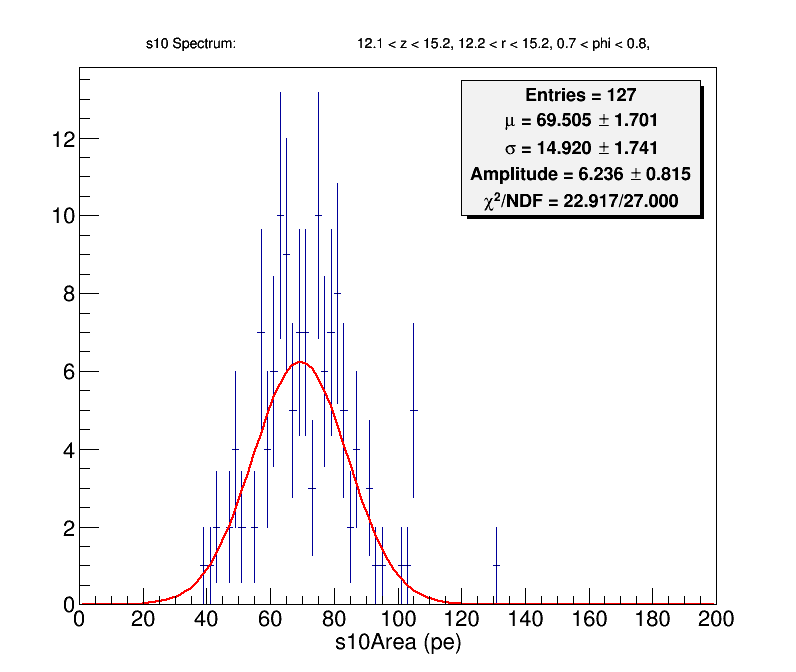 s10 Spectrum: 12.1 < z < 15.2, 12.2 < r < 15.2, 0.7 < phi < 0.8,
Entries = 127
μ = 69.505 ± 1.701
σ = 14.920 ± 1.741
Amplitude = 6.236 ± 0.815
χ²/NDF = 22.917/27.000
12
10
8
6
4
2
0
0 20 40 60 80 100 120 140 160 180 200
s10Area (pe)